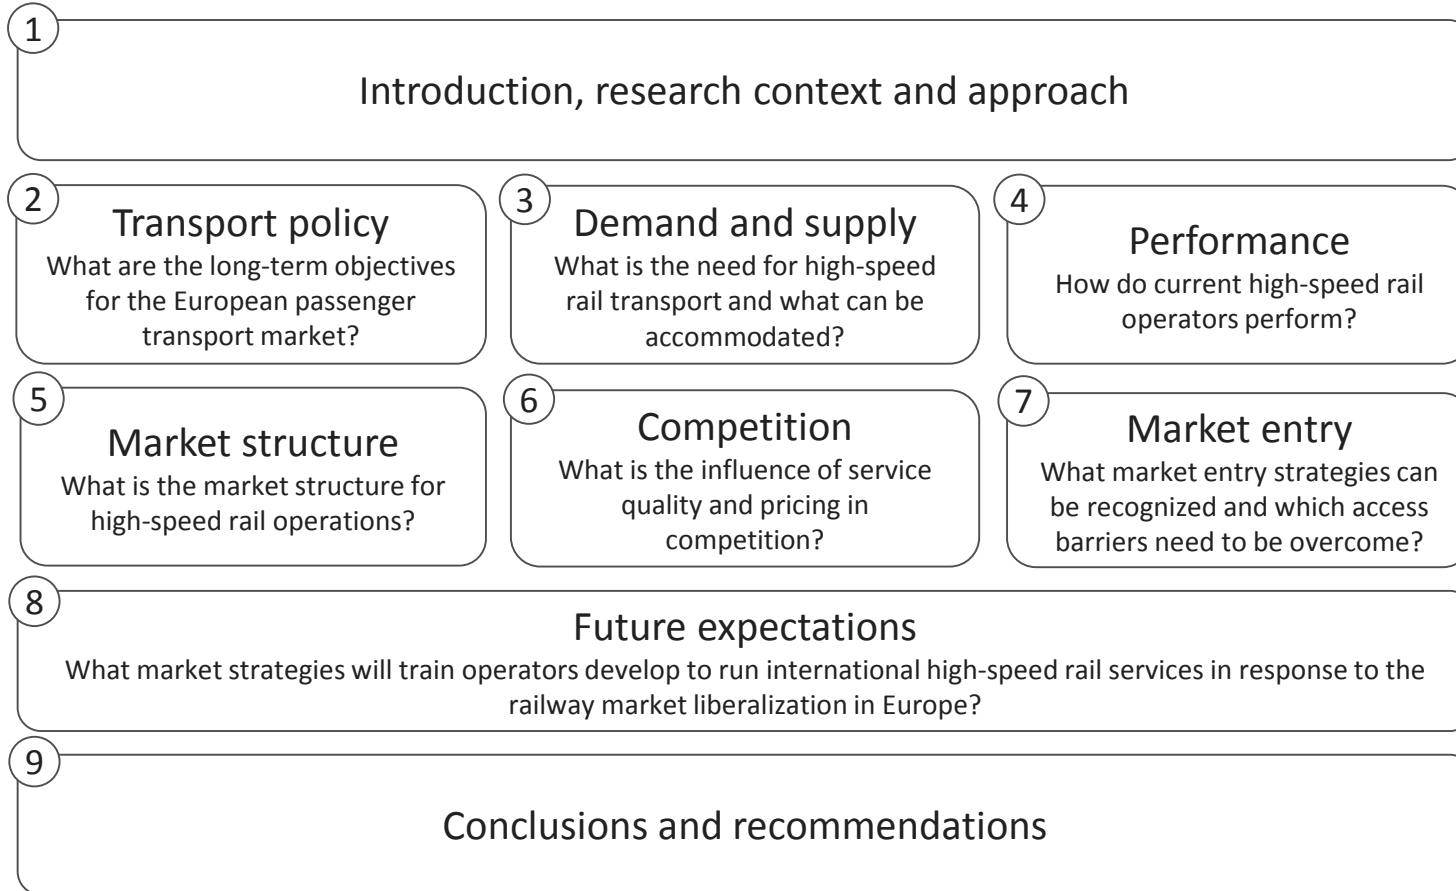 1
Introduction, research context and approach
2
Transport policy
What are the long-term objectives
for the European passenger
transport market?
3
Demand and supply
What is the need for high-speed
rail transport and what can be
accommodated?
4
Performance
How do current high-speed rail
operators perform?
5
Market structure
What is the market structure for
high-speed rail operations?
6
Competition
What is the influence of service
quality and pricing in
competition?
7
Market entry
What market entry strategies can
be recognized and which access
barriers need to be overcome?
8
Future expectations
What market strategies will train operators develop to run international high-speed rail services in response to the
railway market liberalization in Europe?
9
Conclusions and recommendations